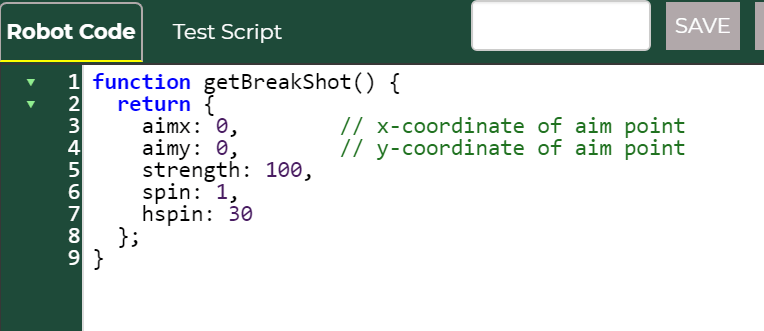 Robot Code
Test Script
SAVE
1 function getBreakShot() {
2   return {
3     aimx: 0,        // x-coordinate of aim point
4     aimy: 0,        // y-coordinate of aim point
5     strength: 100,
6     spin: 1,
7     hspin: 30
8   };
9 }